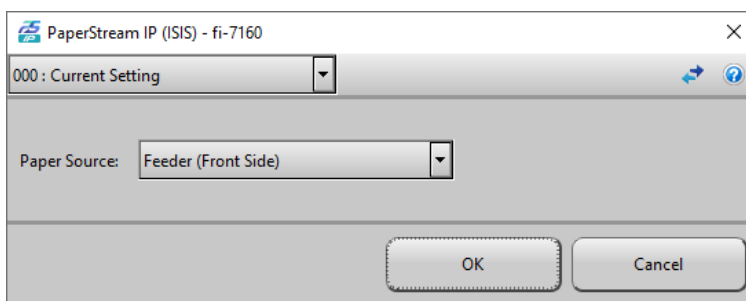 PaperStream IP (ISIS) - fi-7160
000 : Current Setting
Paper Source: Feeder (Front Side)
OK Cancel